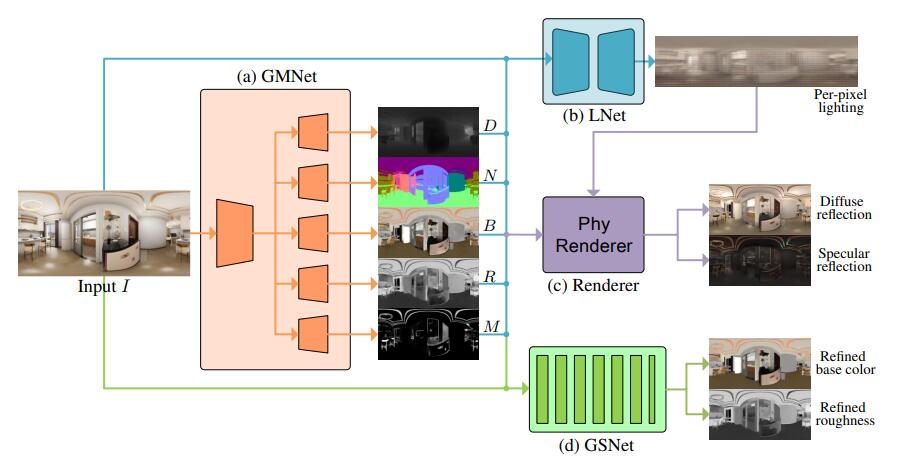 (a) GMNet
Input I
D
N
B
R
M
(b) LNet
Per-pixel
lighting
Phy
Renderer
(c) Renderer
Diffuse
reflection
Specular
reflection
(d) GSNet
Refined
base color
Refined
roughness